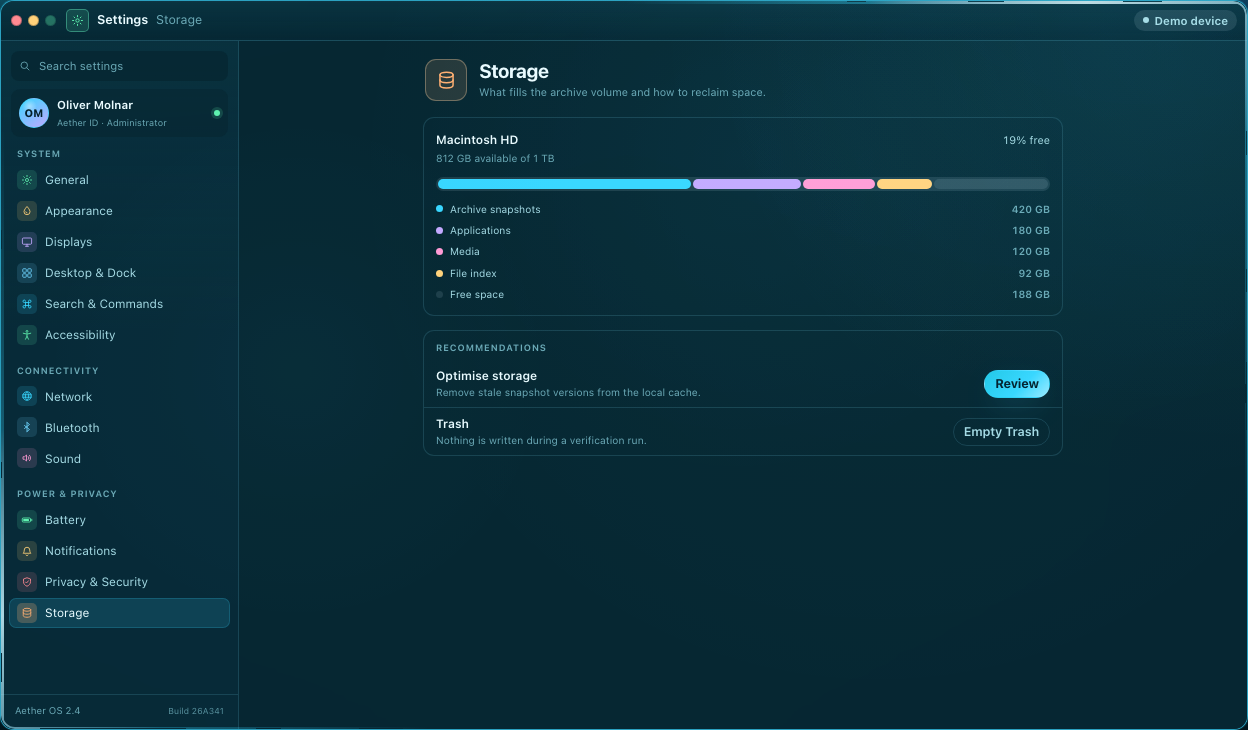 Settings Storage
Demo device
Search settings
OM
Oliver Molnar
Aether ID · Administrator
SYSTEM
General
Appearance
Displays
Desktop & Dock
Search & Commands
Accessibility
CONNECTIVITY
Network
Bluetooth
Sound
POWER & PRIVACY
Battery
Notifications
Privacy & Security
Storage
Aether OS 2.4
Build 26A341
Storage
What fills the archive volume and how to reclaim space.
Macintosh HD
19% free
812 GB available of 1 TB
Archive snapshots 420 GB
Applications 180 GB
Media 120 GB
File index 92 GB
Free space 188 GB
RECOMMENDATIONS
Optimise storage
Remove stale snapshot versions from the local cache.
Review
Trash
Nothing is written during a verification run.
Empty Trash